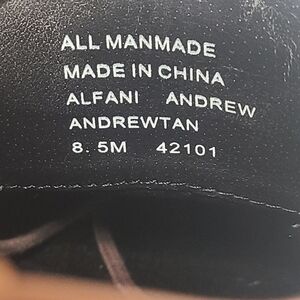 ALL MANMADE
MADE IN CHINA
ALFANI ANDREW
ANDREWTAN
8.5M 42101